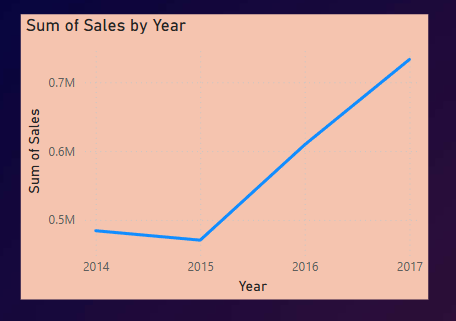 Sum of Sales by Year
Sum of Sales
0.7M
0.6M
0.5M
2014 2015 2016 2017
Year